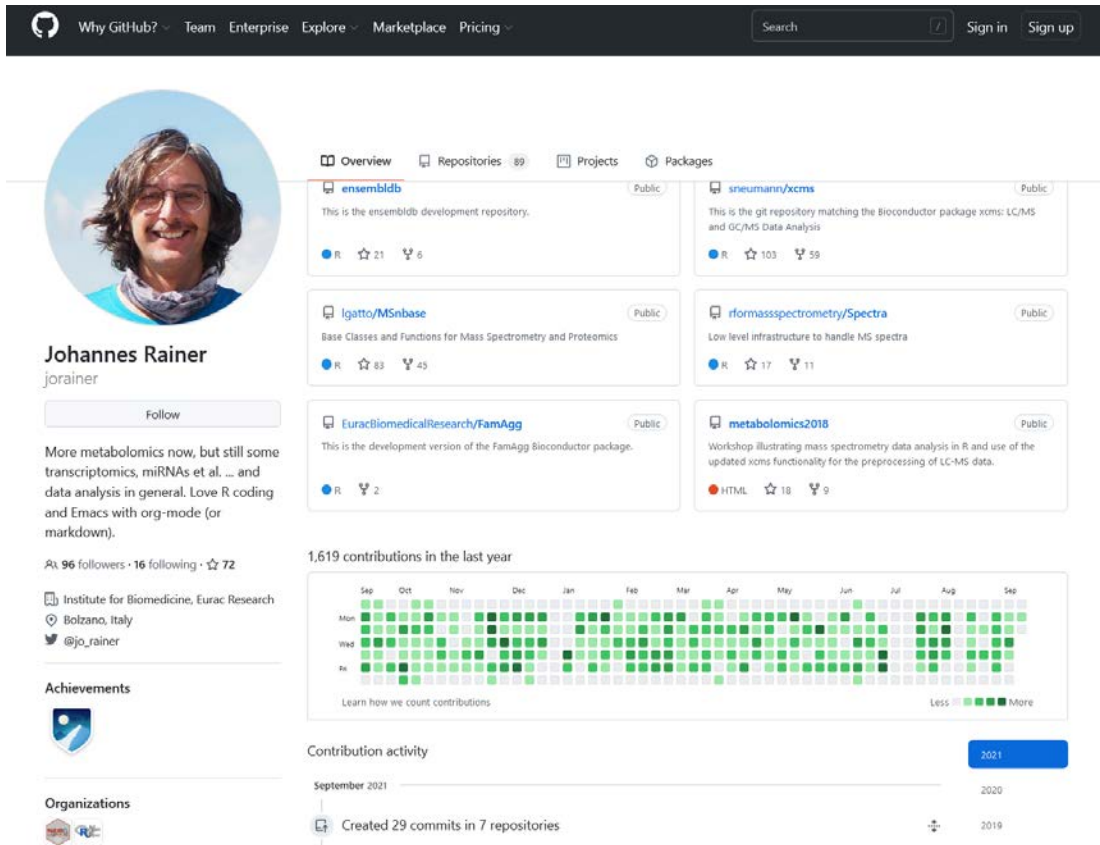 Why GitHub? Team Enterprise Explore Marketplace Pricing Search / Sign in Sign up
Overview Repositories 89 Projects Packages
ensembldb Public
This is the ensembldb development repository.
R 21 6
sneumann/xcms Public
This is the git repository matching the Bioconductor package xcms: LC/MS
and GC/MS Data Analysis
R 103 59
lgatto/MSnbase Public
Base Classes and Functions for Mass Spectrometry and Proteomics
R 83 45
rformassspectrometry/Spectra Public
Low level infrastructure to handle MS spectra
R 17 11
EuracBiomedicalResearch/FamAgg Public
This is the development version of the FamAgg Bioconductor package.
R 2
metabolomics2018 Public
Workshop illustrating mass spectrometry data analysis in R and use of the
updated xcms functionality for the preprocessing of LC-MS data.
HTML 18 9
Johannes Rainer
jorainer
Follow
More metabolomics now, but still some
transcriptomics, miRNAs et al. ... and
data analysis in general. Love R coding
and Emacs with org-mode (or
markdown).
96 followers · 16 following · 72
Institute for Biomedicine, Eurac Research
Bolzano, Italy
@jo_rainer
Achievements
Organizations
1,619 contributions in the last year
Sep Oct Nov Dec Jan Feb Mar Apr May Jun Jul Aug Sep
Mon
Wed
Fri
Learn how we count contributions Less More
Contribution activity 2021
September 2021 2020
Created 29 commits in 7 repositories 2019